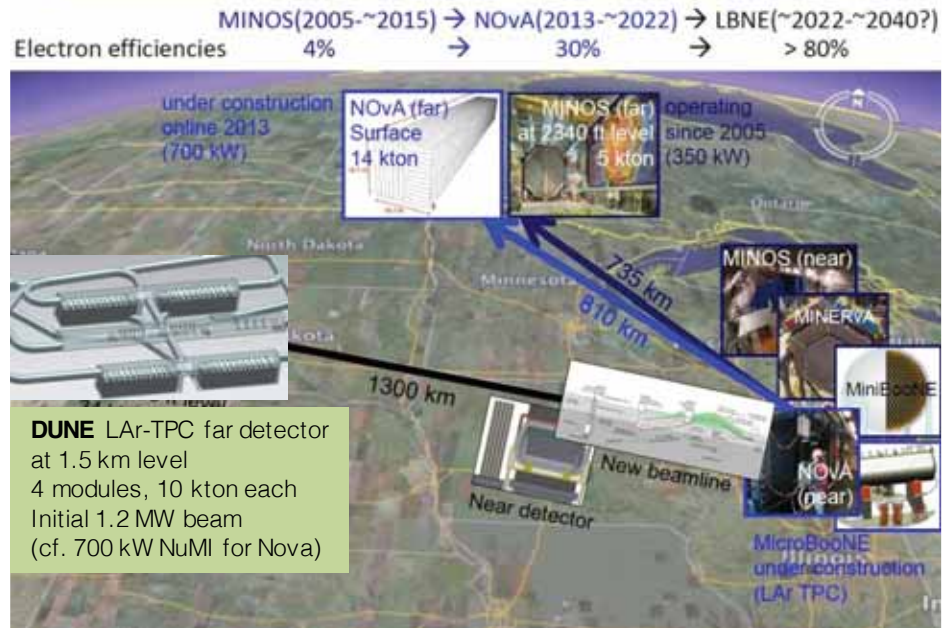 MINOS(2005-~2015) → NOvA(2013-~2022) → LBNE(~2022-~2040?)
Electron efficiencies 4% → 30% → > 80%
under construction
online 2013
(700 kW)
NOvA (far)
Surface
14 kton
MINOS (far)
at 2340 ft level
5 kton
operating
since 2005
(350 kW)
N
Ontario
North Dakota
Minnesota
MINOS (near)
735 km
810 km
MINERvA
kota
MiniBooNE
1300 km
level
DUNE LAr-TPC far detector
at 1.5 km level
4 modules, 10 kton each
Initial 1.2 MW beam
(cf. 700 kW NuMI for Nova)
New beamline
Near detector
NOvA
(near)
MicroBooNE
under construction
(LAr TPC)
Illinois
In